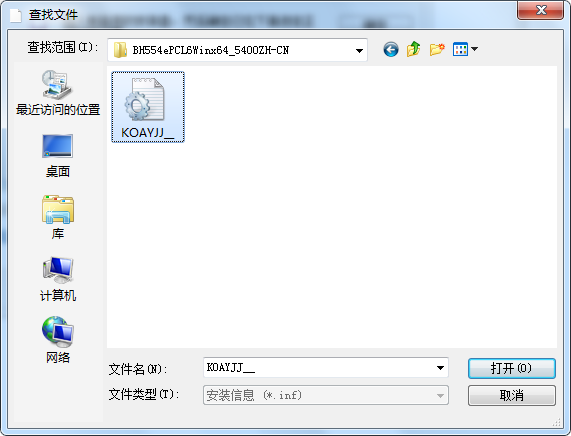 查找文件
查找范围(I):
BH554ePCL6Winx64_5400ZH-CN
KOAYJJ__
最近访问的位置
桌面
库
计算机
网络
文件名(N):
KOAYJJ__
打开(O)
文件类型(T):
安装信息 (*.inf)
取消